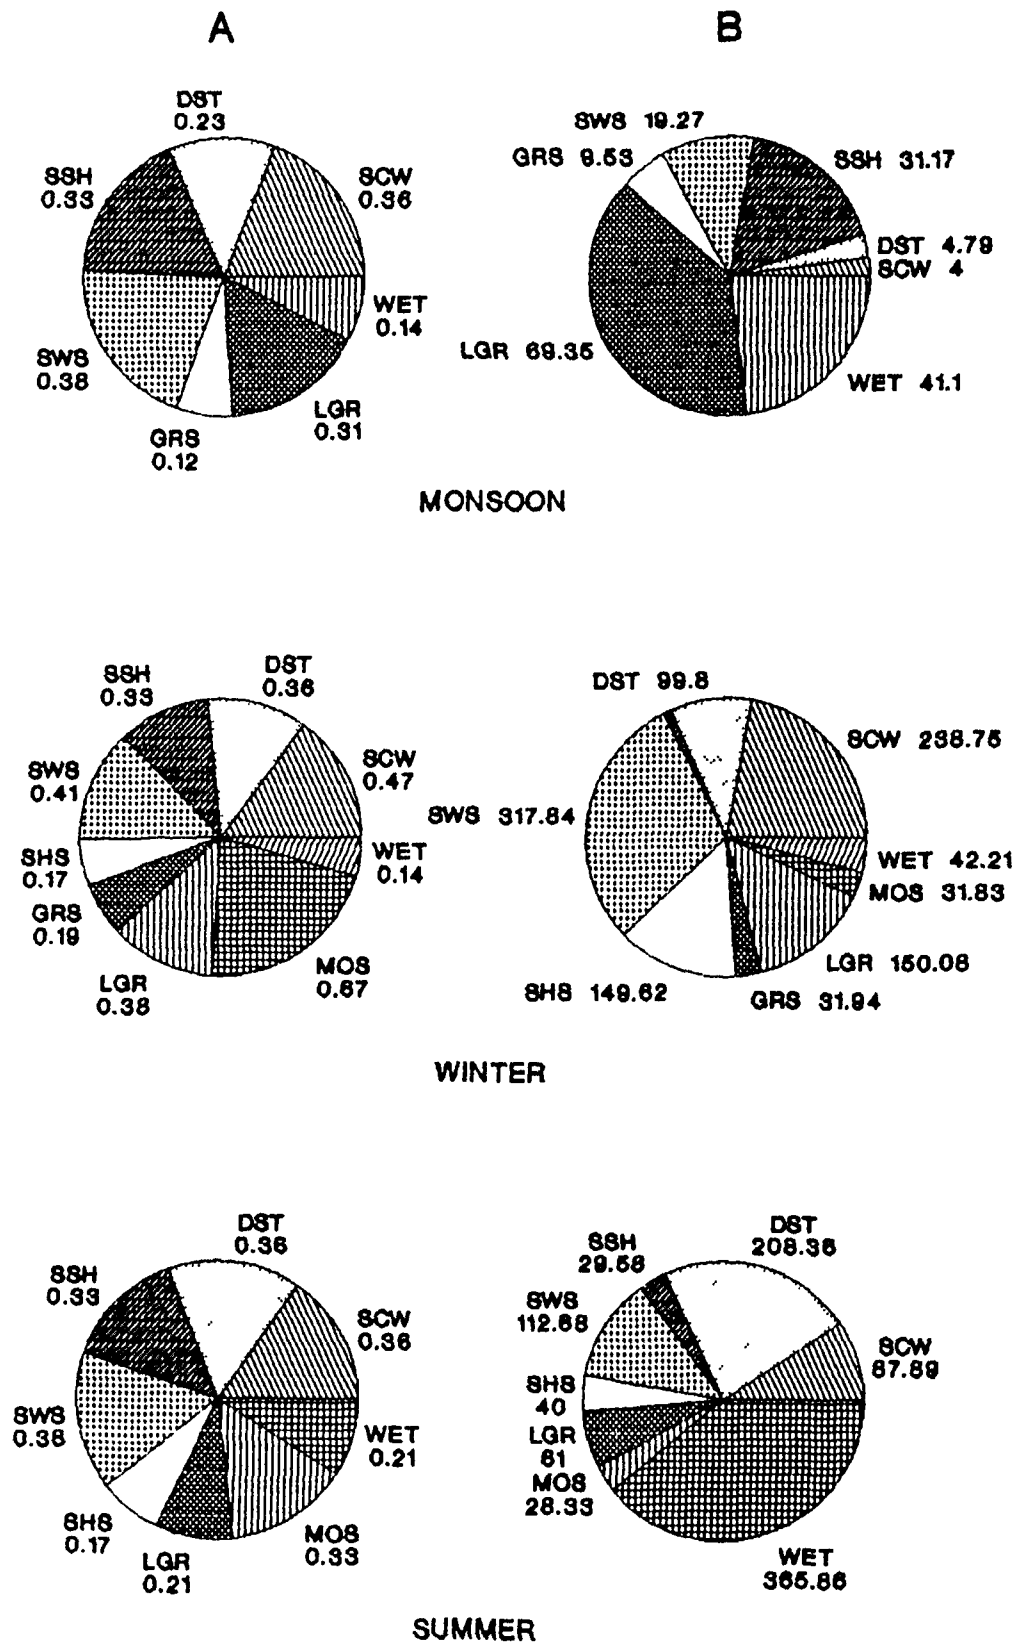 A
B
DST
0.23
SSH
0.33
SCW
0.36
WET
0.14
SWS
0.38
LGR
0.31
GRS
0.12
SWS 19.27
GRS 9.53
SSH 31.17
DST 4.79
SCW 4
LGR 69.35
WET 41.1
MONSOON
SSH
0.33
DST
0.36
SCW
0.47
SWS
0.41
WET
0.14
SHS
0.17
GRS
0.19
MOS
0.67
LGR
0.38
DST 99.8
SCW 238.75
SWS 317.84
WET 42.21
MOS 31.83
LGR 150.08
SHS 149.62
GRS 31.94
WINTER
DST
0.36
SSH
0.33
SCW
0.36
SWS
0.38
WET
0.21
SHS
0.17
MOS
0.33
LGR
0.21
DST
208.36
SSH
29.58
SWS
112.68
SCW
87.89
SHS
40
LGR
61
MOS
28.33
WET
365.86
SUMMER